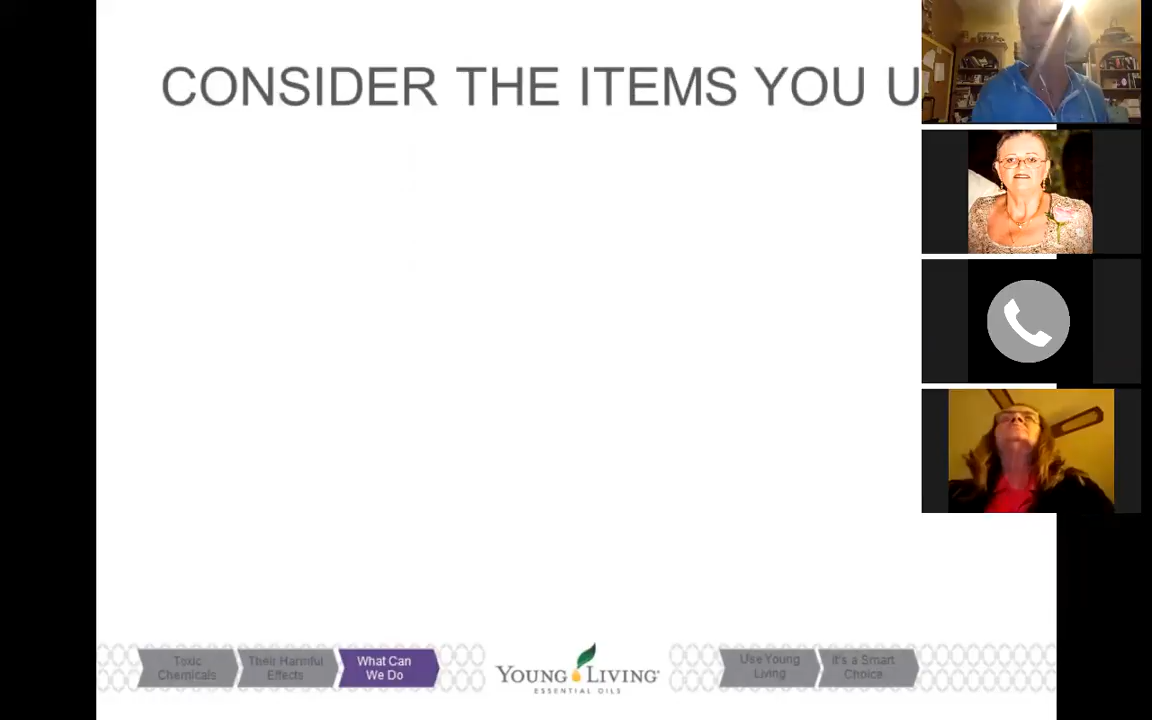 CONSIDER THE ITEMS YOU U
Toxic
Chemicals
Their Harmful
Effects
What Can
We Do
YOUNG LIVING
ESSENTIAL OILS
Use Young
Living
It's a Smart
Choice
FUN